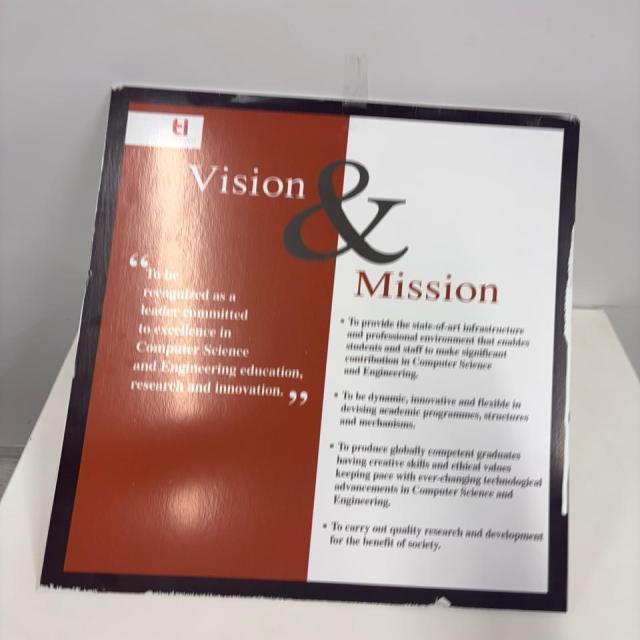 Vision
&
Mission
“To be
recognized as a
leader committed
to excellence in
Computer Science
and Engineering education,
research and innovation.”
• To provide the state-of-art infrastructure
and professional environment that enables
students and staff to make significant
contribution in Computer Science
and Engineering.
• To be dynamic, innovative and flexible in
devising academic programmes, structures
and mechanisms.
• To produce globally competent graduates
having creative skills and ethical values
keeping pace with ever-changing technological
advancements in Computer Science and
Engineering.
• To carry out quality research and development
for the benefit of society.